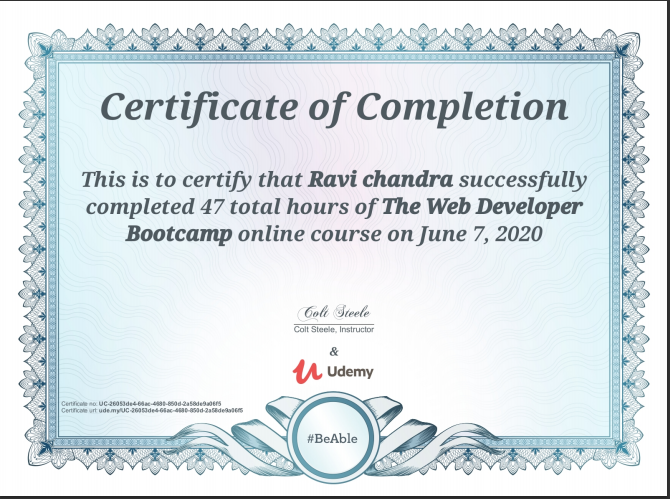 Certificate of Completion
This is to certify that Ravi chandra successfully
completed 47 total hours of The Web Developer
Bootcamp online course on June 7, 2020
Colt Steele
Colt Steele, Instructor
&
Udemy
Certificate no: UC-26053de4-66ac-4680-850d-2a58de9a06f5
Certificate url: ude.my/UC-26053de4-66ac-4680-850d-2a58de9a06f5
#BeAble